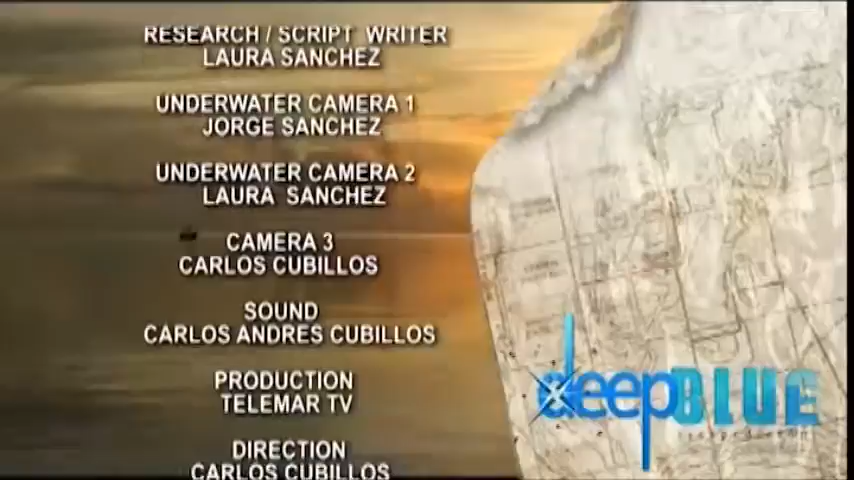 RESEARCH / SCRIPT WRITER
LAURA SANCHEZ
UNDERWATER CAMERA 1
JORGE SANCHEZ
UNDERWATER CAMERA 2
LAURA SANCHEZ
CAMERA 3
CARLOS CUBILLOS
SOUND
CARLOS ANDRES CUBILLOS
PRODUCTION
TELEMAR TV
DIRECTION
CARLOS CUBILLOS
deepBLUE